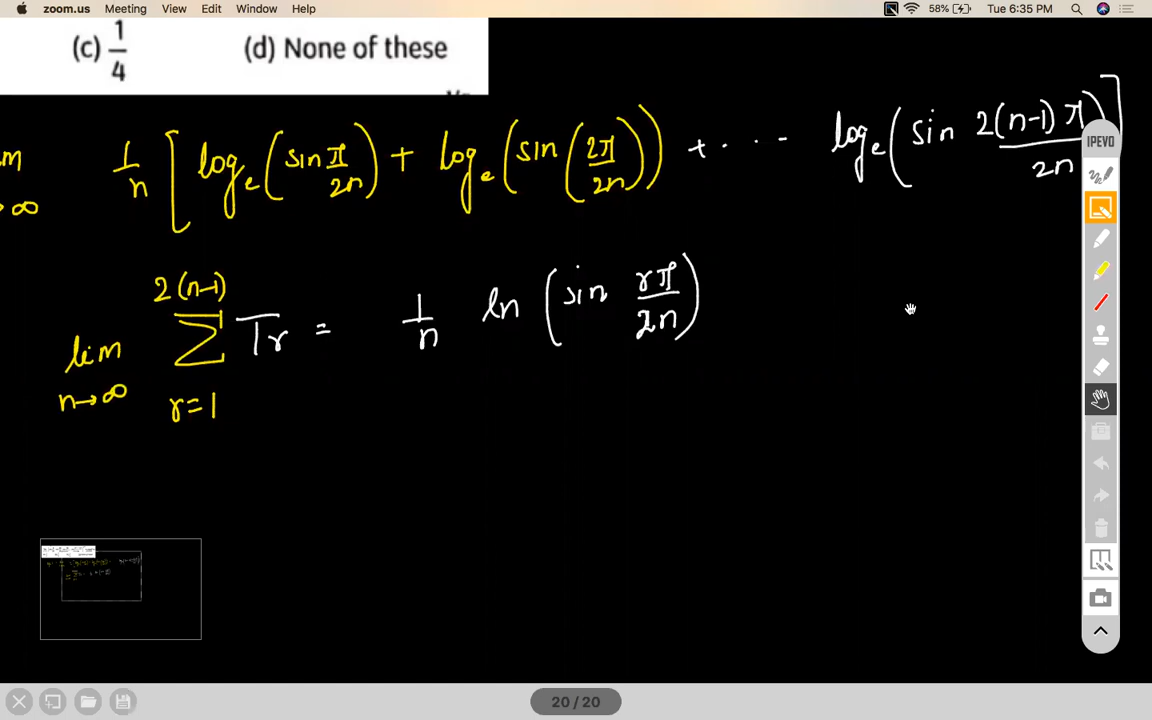 zoom.us Meeting View Edit Window Help 58% Tue 6:35 PM
(c) 1/4 (d) None of these
m →∞ 1/n [ log_e (sin π/2n) + log_e (sin (2π/2n)) + . . . . log_e (sin 2(n-1)π/2n) ]
IPEVO
lim n→∞ 2(n-1) Σ r=1 Tr = 1/n ln (sin rπ/2n)
20 / 20